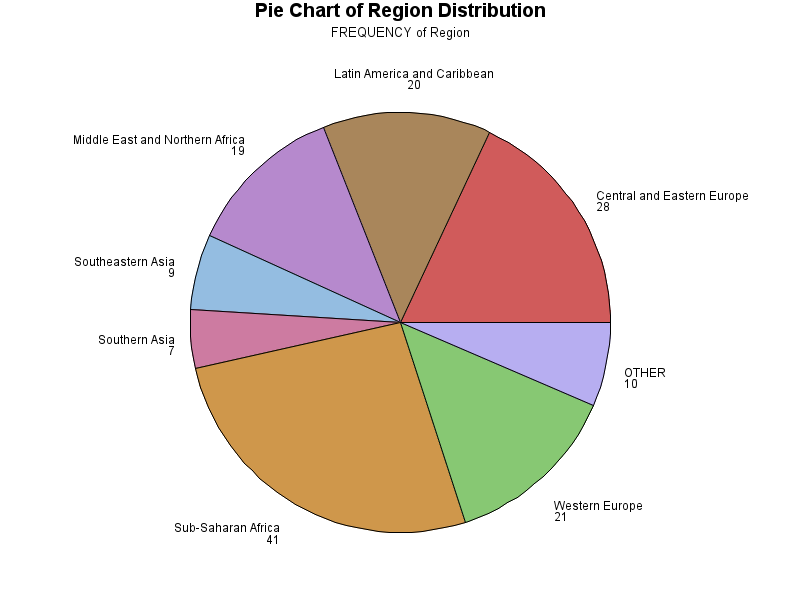 Pie Chart of Region Distribution
FREQUENCY of Region
Latin America and Caribbean
20
Middle East and Northern Africa
19
Central and Eastern Europe
28
Southeastern Asia
9
Southern Asia
7
OTHER
10
Western Europe
21
Sub-Saharan Africa
41